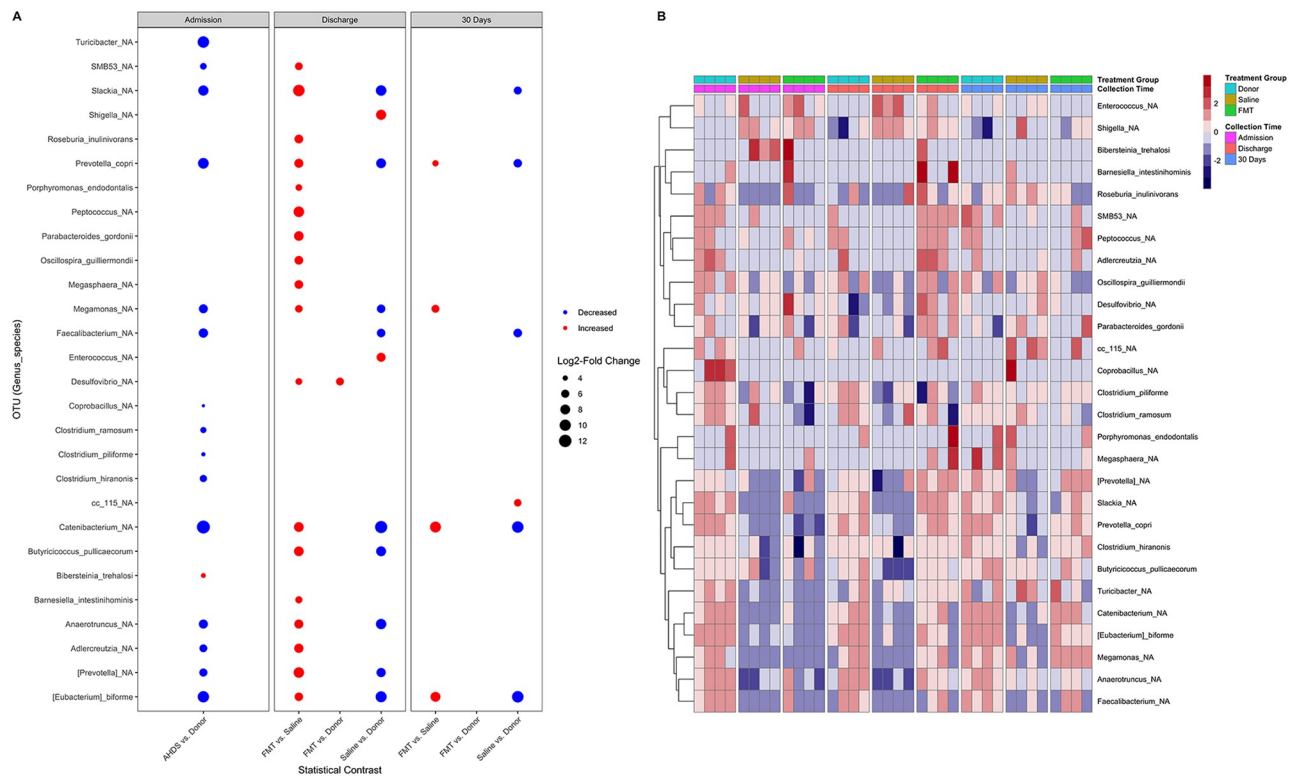 A
Admission
Discharge
30 Days
OTU (Genus_species)
Turicibacter_NA
SMB53_NA
Slackia_NA
Shigella_NA
Roseburia_inulinivorans
Prevotella_copri
Porphyromonas_endodontalis
Peptococcus_NA
Parabacteroides_gordonii
Oscillospira_guilliermondii
Megasphaera_NA
Megamonas_NA
Faecalibacterium_NA
Enterococcus_NA
Desulfovibrio_NA
Coprobacillus_NA
Clostridium_ramosum
Clostridium_piliforme
Clostridium_hiranonis
cc_115_NA
Catenibacterium_NA
Butyricicoccus_pullicaecorum
Bibersteinia_trehalosi
Barnesiella_intestinihominis
Anaerotruncus_NA
Adlercreutzia_NA
[Prevotella]_NA
[Eubacterium]_biforme
AHDS vs. Donor
FMT vs. Saline
FMT vs. Donor
Saline vs. Donor
FMT vs. Saline
FMT vs. Donor
Saline vs. Donor
Statistical Contrast
Decreased
Increased
Log2-Fold Change
4
6
8
10
12
B
Treatment Group
Collection Time
Enterococcus_NA
Shigella_NA
Bibersteinia_trehalosi
Barnesiella_intestinihominis
Roseburia_inulinivorans
SMB53_NA
Peptococcus_NA
Adlercreutzia_NA
Oscillospira_guilliermondii
Desulfovibrio_NA
Parabacteroides_gordonii
cc_115_NA
Coprobacillus_NA
Clostridium_piliforme
Clostridium_ramosum
Porphyromonas_endodontalis
Megasphaera_NA
[Prevotella]_NA
Slackia_NA
Prevotella_copri
Clostridium_hiranonis
Butyricicoccus_pullicaecorum
Turicibacter_NA
Catenibacterium_NA
[Eubacterium]_biforme
Megamonas_NA
Anaerotruncus_NA
Faecalibacterium_NA
2
0
-2
Treatment Group
Donor
Saline
FMT
Collection Time
Admission
Discharge
30 Days